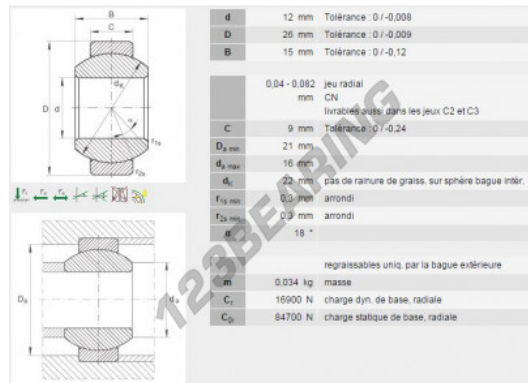 B
C
D
d
dK
α
r1s
r2s
Da
da
d 12 mm Tolérance : 0 / -0,008
D 26 mm Tolérance : 0 / -0,009
B 15 mm Tolérance : 0 / -0,12
0,04 - 0,082 mm jeu radial
CN
livrables aussi dans les jeux C2 et C3
C 9 mm Tolérance : 0 / -0,24
Da min 21 mm
da max 16 mm
dK 22 mm pas de rainure de graiss. sur sphère bague intér.
r1s min 0,3 mm arrondi
r2s min 0,3 mm arrondi
α 18 °
regraissables uniq. par la bague extérieure
m 0,034 kg masse
Cr 16900 N charge dyn. de base, radiale
C0r 84700 N charge statique de base, radiale
123BEARING